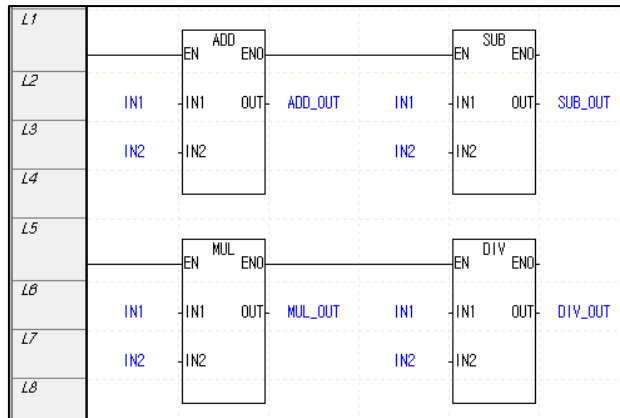 L1
ADD SUB
EN ENO EN ENO
L2
IN1 IN1 OUT ADD_OUT IN1 IN1 OUT SUB_OUT
L3
IN2 IN2 IN2 IN2
L4
L5
MUL DIV
EN ENO EN ENO
L6
IN1 IN1 OUT MUL_OUT IN1 IN1 OUT DIV_OUT
L7
IN2 IN2 IN2 IN2
L8